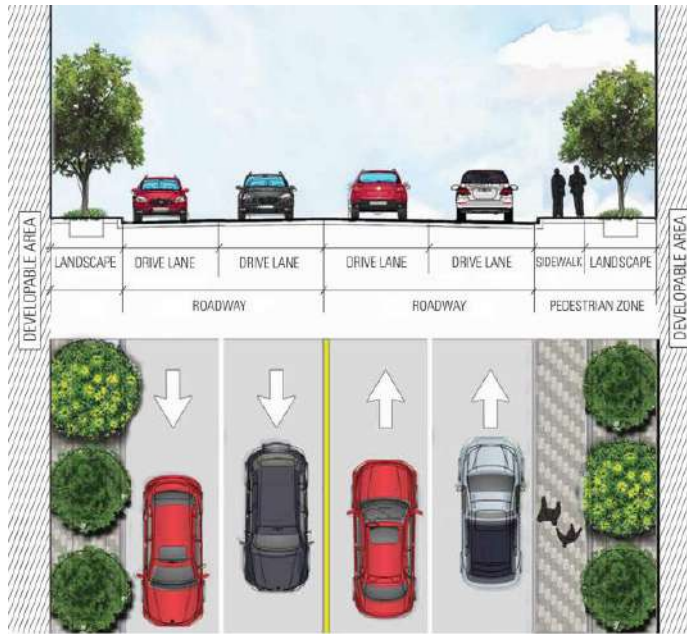 DEVELOPABLE AREA
LANDSCAPE DRIVE LANE DRIVE LANE DRIVE LANE DRIVE LANE SIDEWALK LANDSCAPE
ROADWAY ROADWAY PEDESTRIAN ZONE
DEVELOPABLE AREA